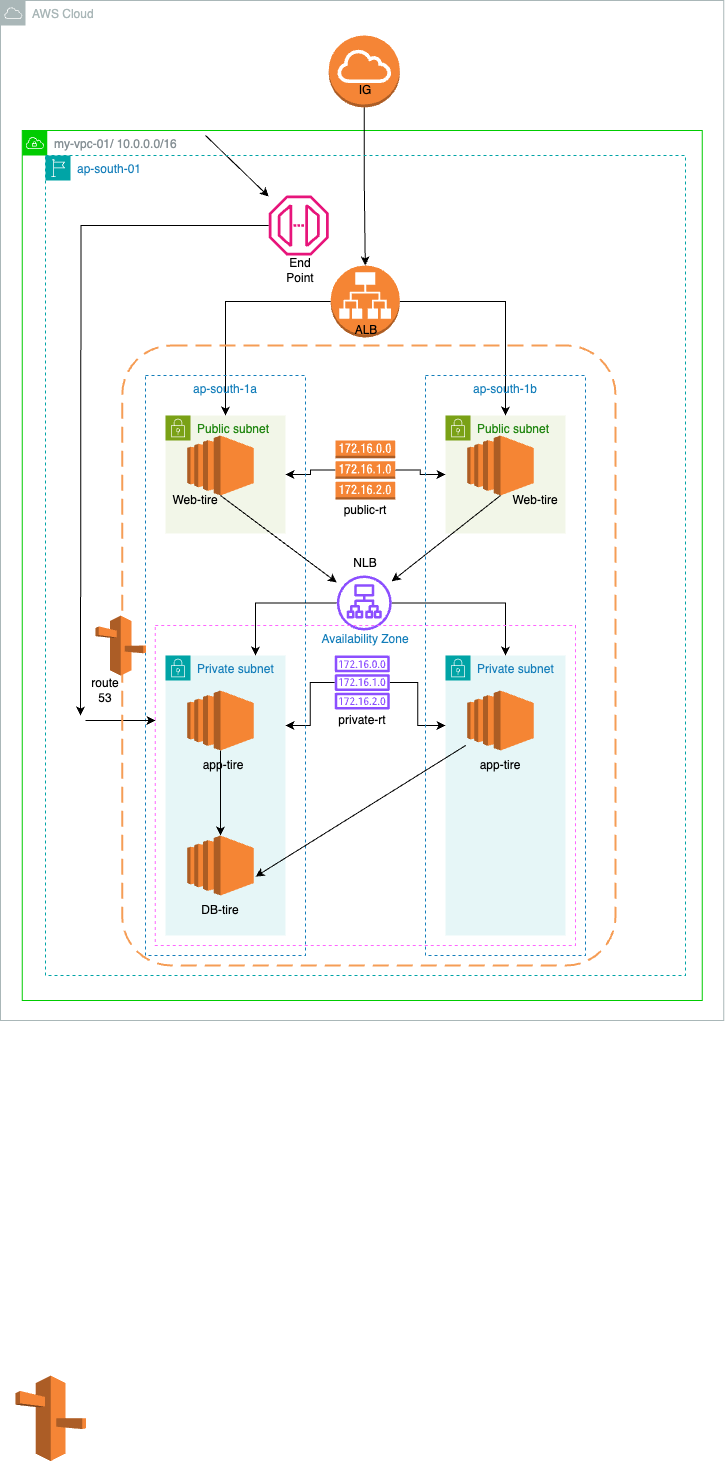 AWS Cloud
IG
my-vpc-01/ 10.0.0.0/16
ap-south-01
End
Point
ALB
ap-south-1a
ap-south-1b
Public subnet
Public subnet
172.16.0.0
172.16.1.0
172.16.2.0
Web-tire
Web-tire
public-rt
NLB
Availability Zone
Private subnet
172.16.0.0
Private subnet
172.16.1.0
172.16.2.0
route
53
private-rt
app-tire
app-tire
DB-tire